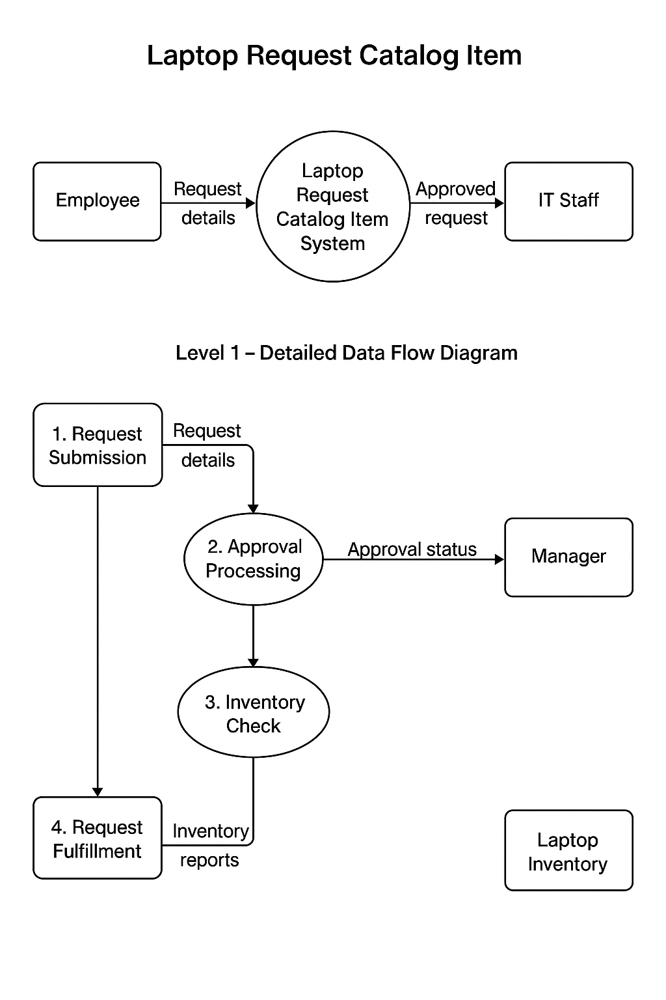 Laptop Request Catalog Item
Employee
Request
details
Laptop
Request
Catalog Item
System
Approved
request
IT Staff
Level 1 – Detailed Data Flow Diagram
1. Request
Submission
Request
details
2. Approval
Processing
Approval status
Manager
3. Inventory
Check
4. Request
Fulfillment
Inventory
reports
Laptop
Inventory